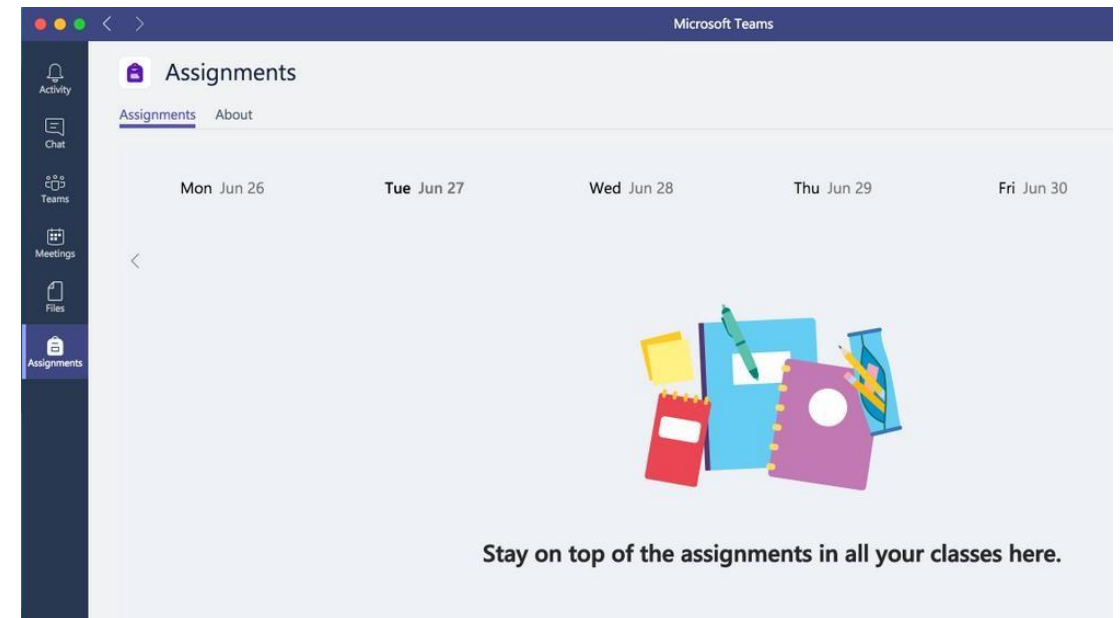 Microsoft Teams
Activity
Chat
Teams
Meetings
Files
Assignments
Assignments
Assignments About
Mon Jun 26 Tue Jun 27 Wed Jun 28 Thu Jun 29 Fri Jun 30
Stay on top of the assignments in all your classes here.